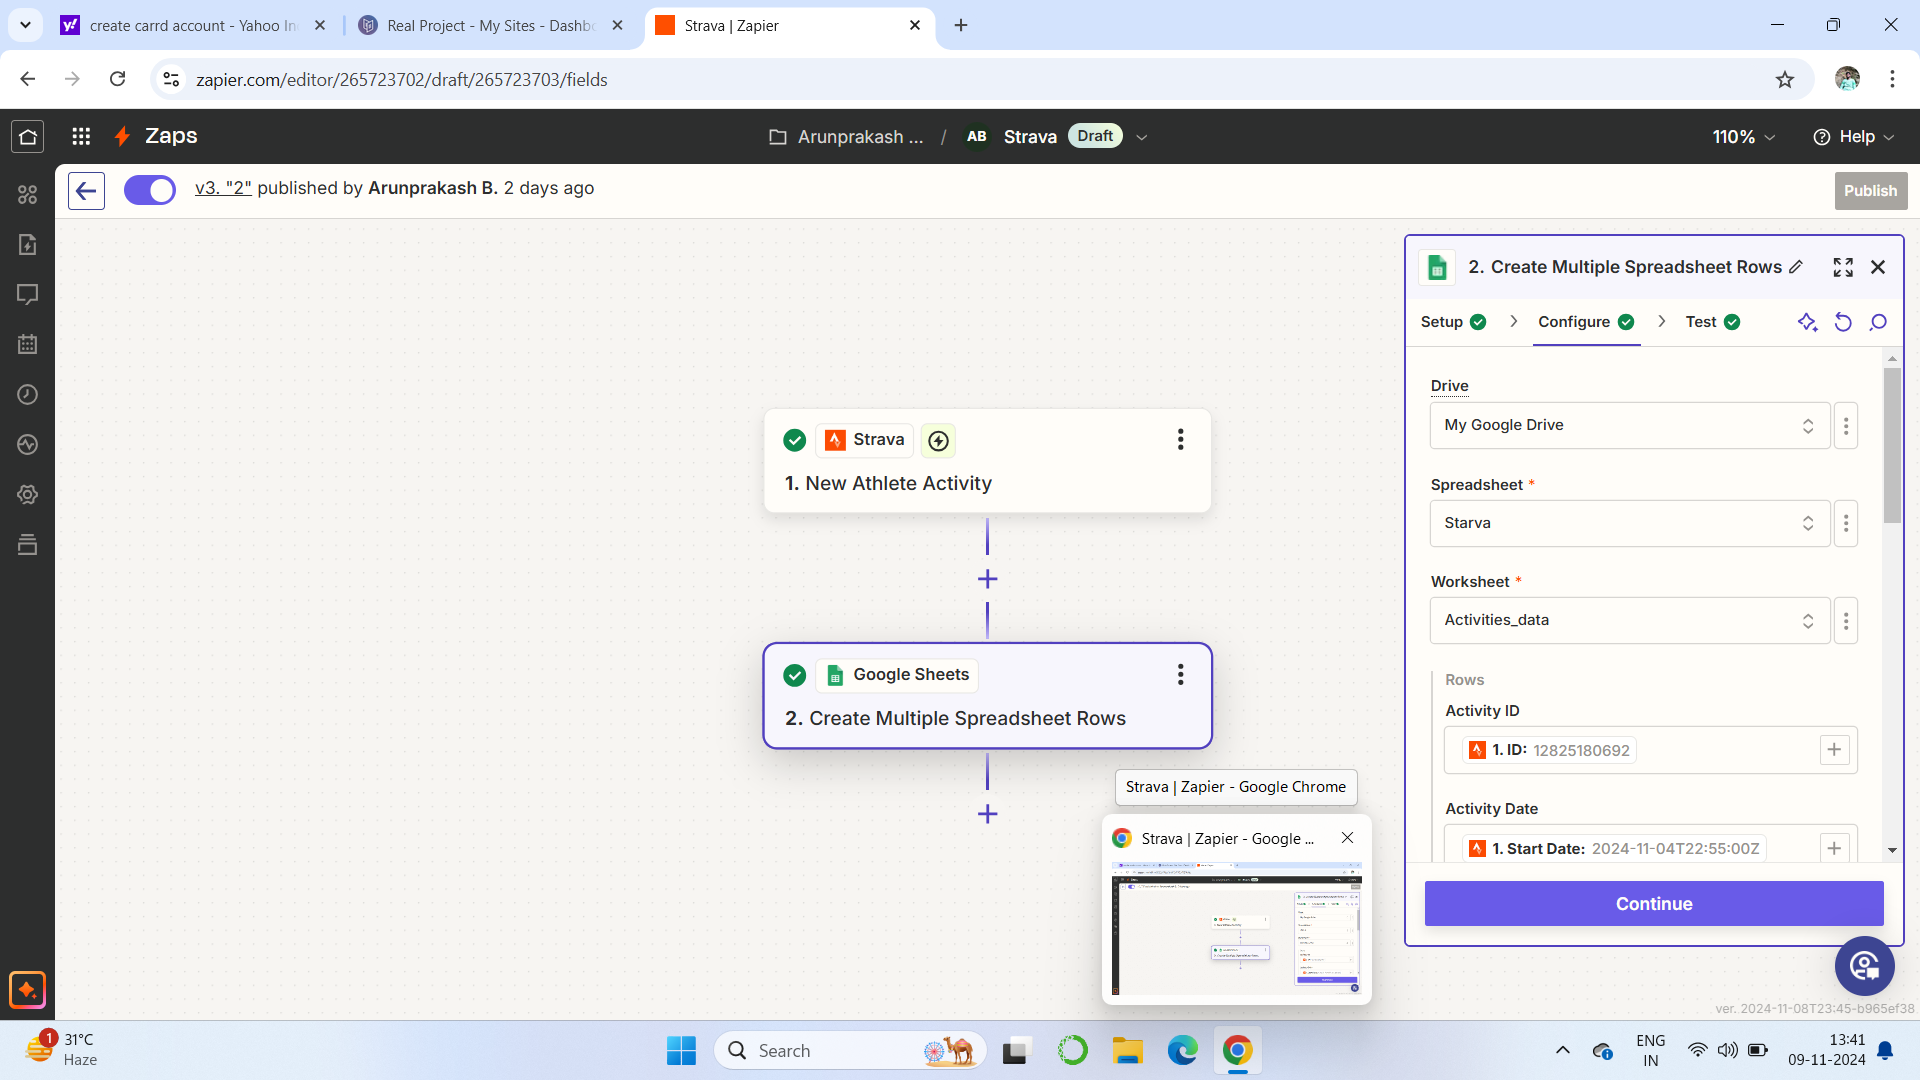 create carrd account - Yahoo In
Real Project - My Sites - Dashbo
Strava | Zapier
zapier.com/editor/265723702/draft/265723703/fields
Zaps
Arunprakash ... / AB Strava Draft
110%
Help
v3. "2" published by Arunprakash B. 2 days ago
Publish
2. Create Multiple Spreadsheet Rows
Setup
Configure
Test
Drive
My Google Drive
Spreadsheet *
Starva
Worksheet *
Activities_data
Rows
Activity ID
1. ID: 12825180692
Activity Date
1. Start Date: 2024-11-04T22:55:00Z
Continue
Strava
1. New Athlete Activity
Google Sheets
2. Create Multiple Spreadsheet Rows
Strava | Zapier - Google Chrome
Strava | Zapier - Google ...
ver. 2024-11-08T23:45-b965ef38
1
31°C
Haze
Search
ENG
IN
13:41
09-11-2024